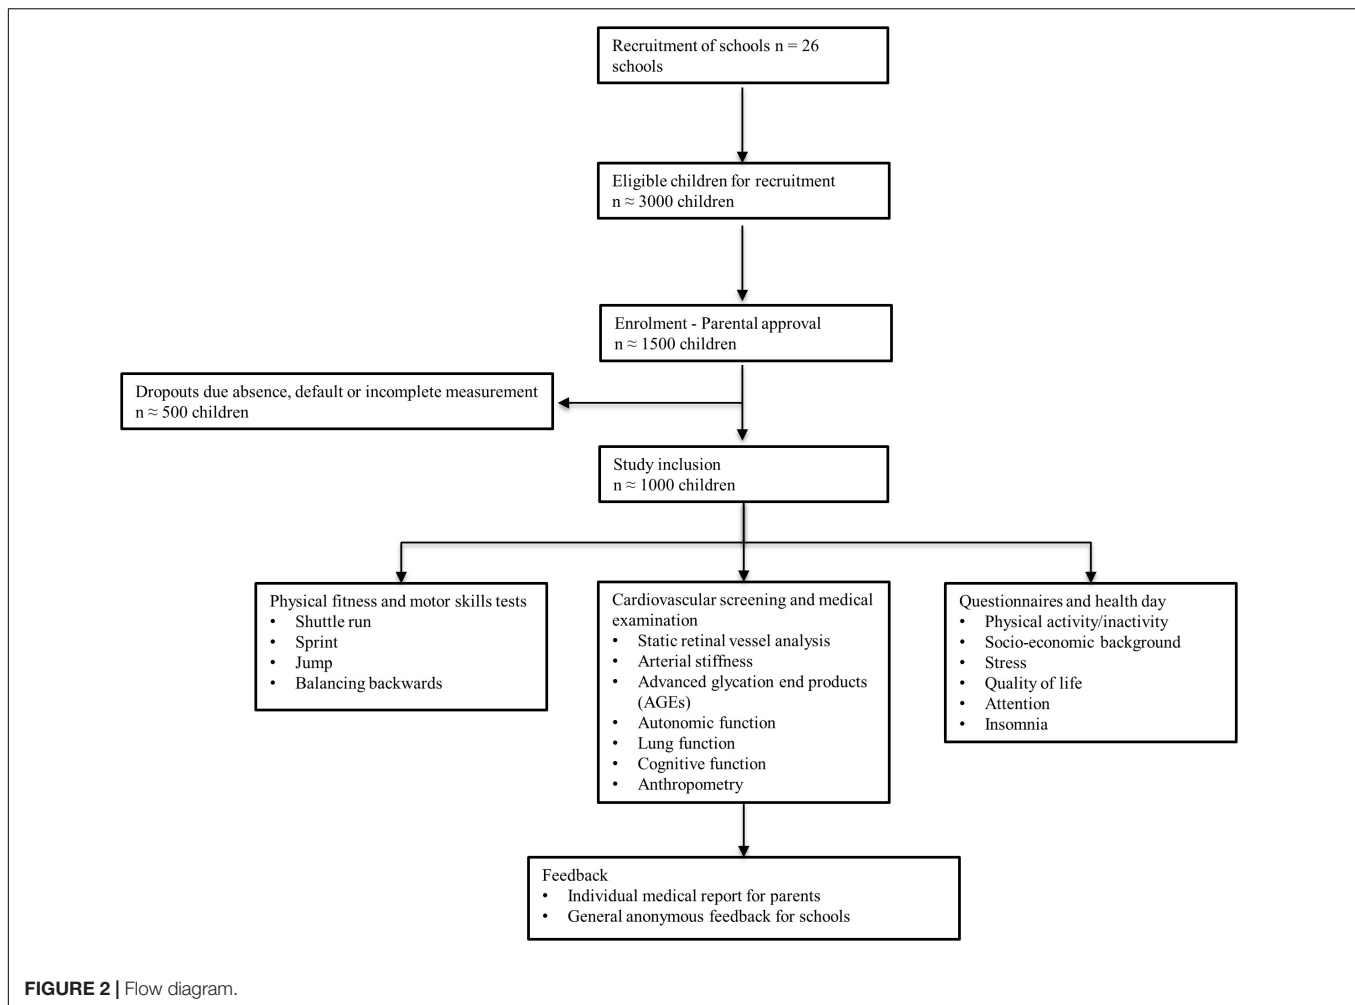 Recruitment of schools n = 26
schools
Eligible children for recruitment
n ≈ 3000 children
Enrolment - Parental approval
n ≈ 1500 children
Dropouts due absence, default or incomplete measurement
n ≈ 500 children
Study inclusion
n ≈ 1000 children
Physical fitness and motor skills tests
• Shuttle run
• Sprint
• Jump
• Balancing backwards
Cardiovascular screening and medical
examination
• Static retinal vessel analysis
• Arterial stiffness
• Advanced glycation end products
(AGEs)
• Autonomic function
• Lung function
• Cognitive function
• Anthropometry
Questionnaires and health day
• Physical activity/inactivity
• Socio-economic background
• Stress
• Quality of life
• Attention
• Insomnia
Feedback
• Individual medical report for parents
• General anonymous feedback for schools
FIGURE 2 | Flow diagram.